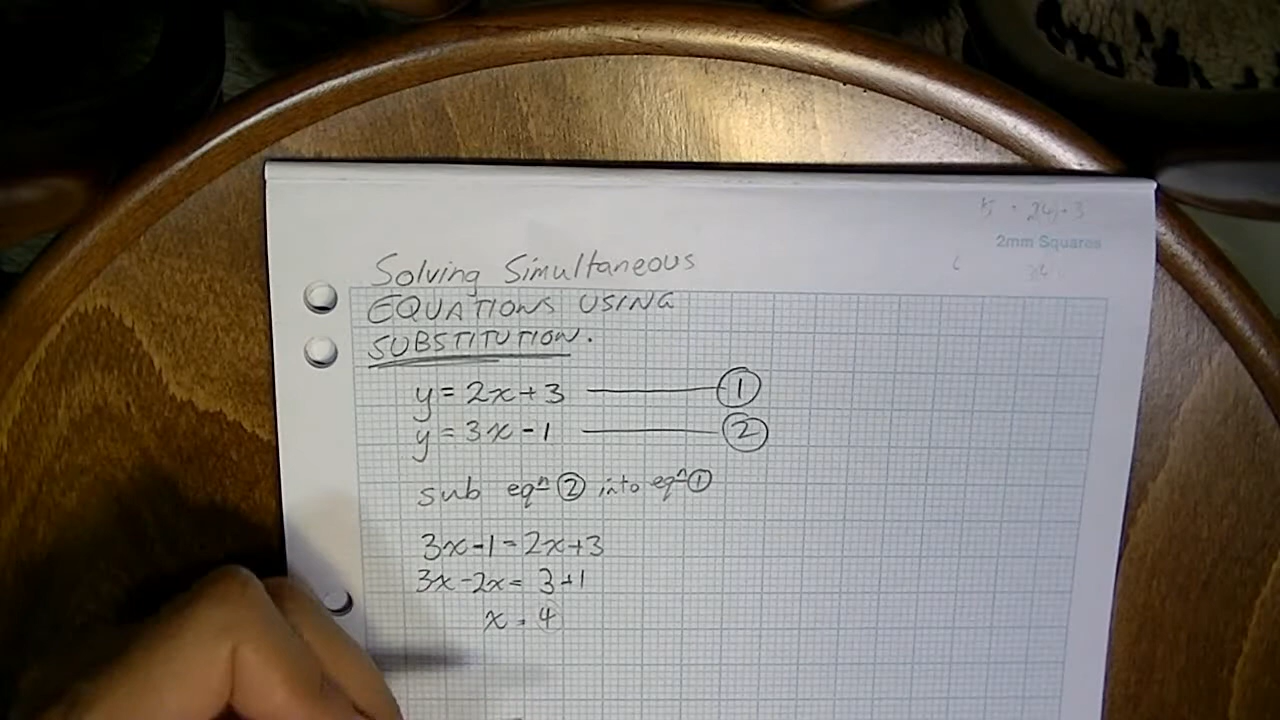 2mm Squares
Solving Simultaneous
EQUATIONS USING
SUBSTITUTION.
y = 2x + 3 ——— ①
y = 3x - 1 ——— ②
sub eqⁿ ② into eqⁿ ①
3x - 1 = 2x + 3
3x - 2x = 3 + 1
x = 4